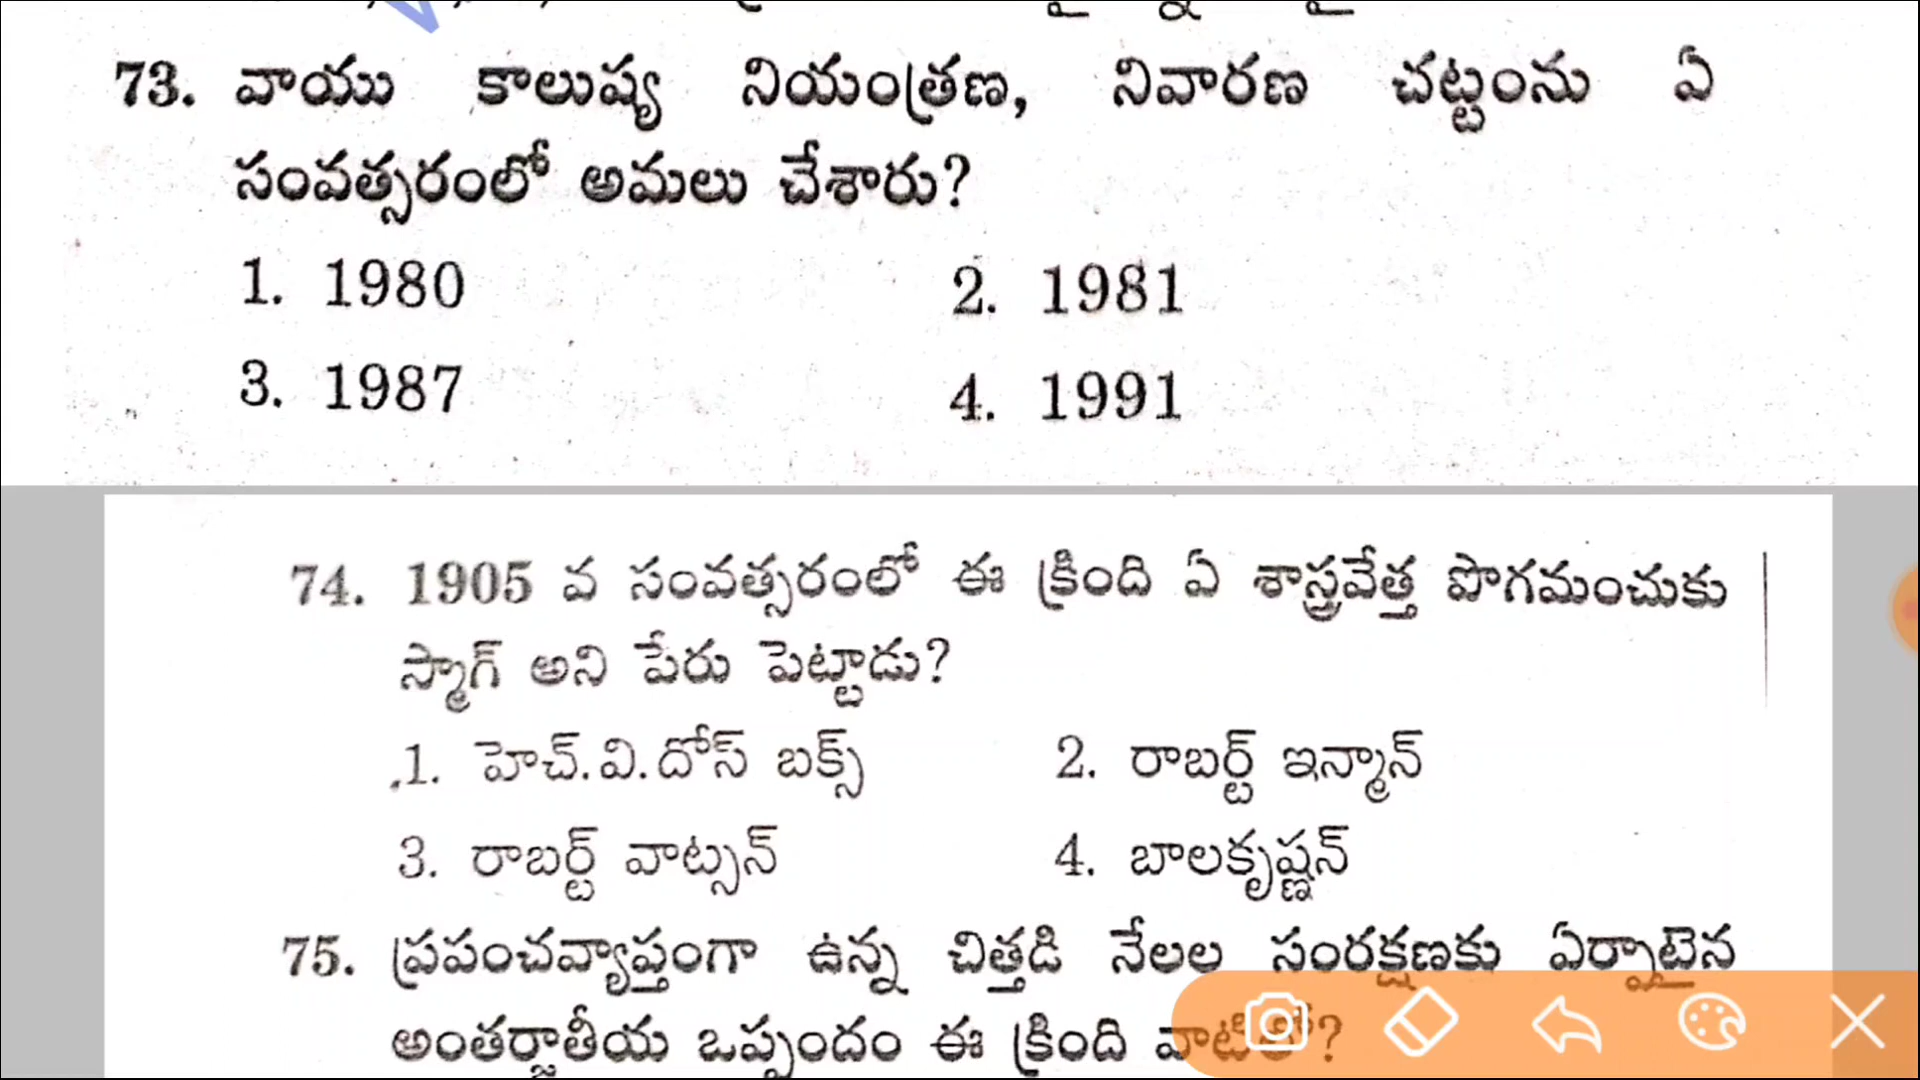 73. వాయు కాలుష్య నియంత్రణ, నివారణ చట్టంను ఏ
సంవత్సరంలో అమలు చేశారు?
1. 1980 2. 1981
3. 1987 4. 1991
74. 1905 వ సంవత్సరంలో ఈ క్రింది ఏ శాస్త్రవేత్త పొగమంచుకు
స్మాగ్ అని పేరు పెట్టాడు?
1. హెచ్.వి.దోస్ బక్స్ 2. రాబర్ట్ ఇన్మాన్
3. రాబర్ట్ వాట్సన్ 4. బాలకృష్ణన్
75. ప్రపంచవ్యాప్తంగా ఉన్న చిత్తడి నేలల సంరక్షణకు ఏర్పాటైన
అంతర్జాతీయ ఒప్పందం ఈ క్రింది వాటిలో?